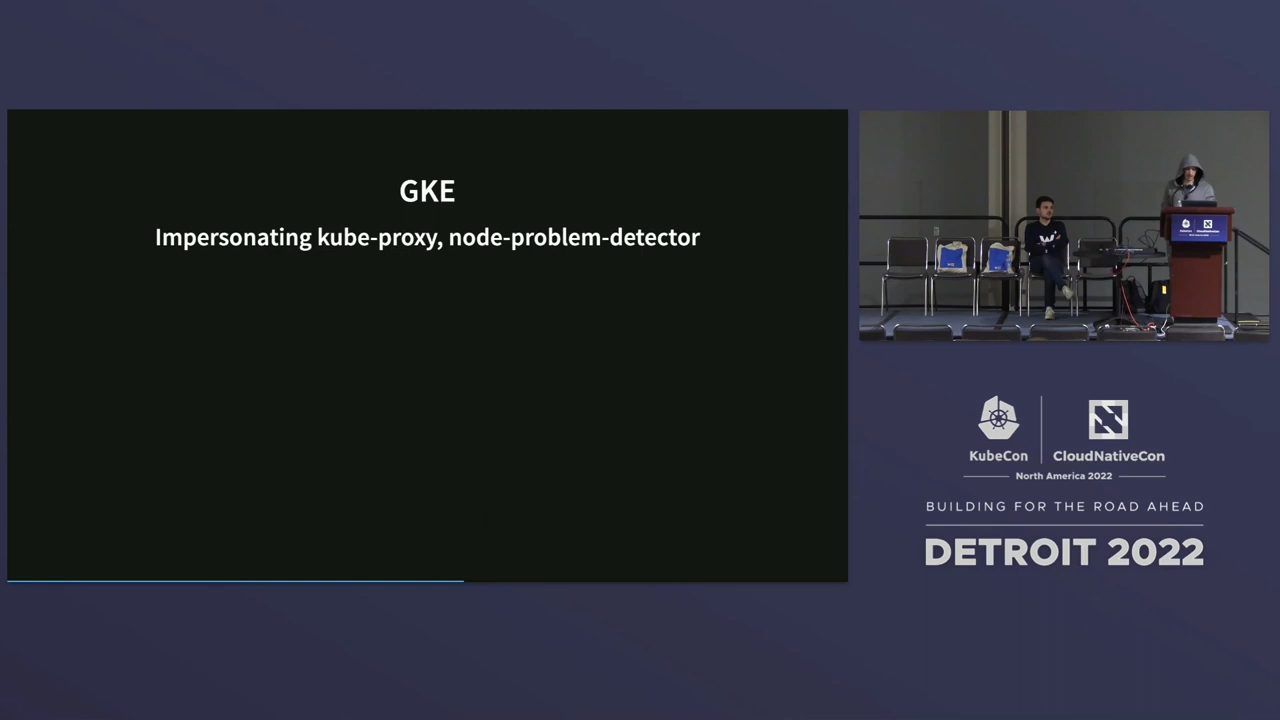 GKE
Impersonating kube-proxy, node-problem-detector
KubeCon
CloudNativeCon
North America 2022
BUILDING FOR THE ROAD AHEAD
DETROIT 2022